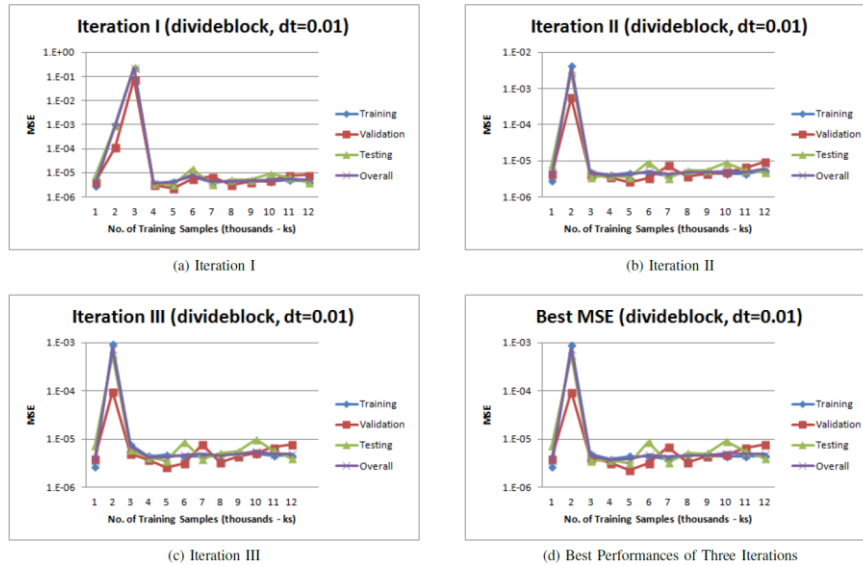 Iteration I (divideblock, dt=0.01)
1.E+00
1.E-01
1.E-02
1.E-03
1.E-04
1.E-05
1.E-06
MSE
1 2 3 4 5 6 7 8 9 10 11 12
No. of Training Samples (thousands - ks)
Training
Validation
Testing
Overall
(a) Iteration I
Iteration II (divideblock, dt=0.01)
1.E-02
1.E-03
1.E-04
1.E-05
1.E-06
MSE
1 2 3 4 5 6 7 8 9 10 11 12
No. of Training Samples (thousands - ks)
Training
Validation
Testing
Overall
(b) Iteration II
Iteration III (divideblock, dt=0.01)
1.E-03
1.E-04
1.E-05
1.E-06
MSE
1 2 3 4 5 6 7 8 9 10 11 12
No. of Training Samples (thousands - ks)
Training
Validation
Testing
Overall
(c) Iteration III
Best MSE (divideblock, dt=0.01)
1.E-03
1.E-04
1.E-05
1.E-06
MSE
1 2 3 4 5 6 7 8 9 10 11 12
No. of Training Samples (thousands - ks)
Training
Validation
Testing
Overall
(d) Best Performances of Three Iterations